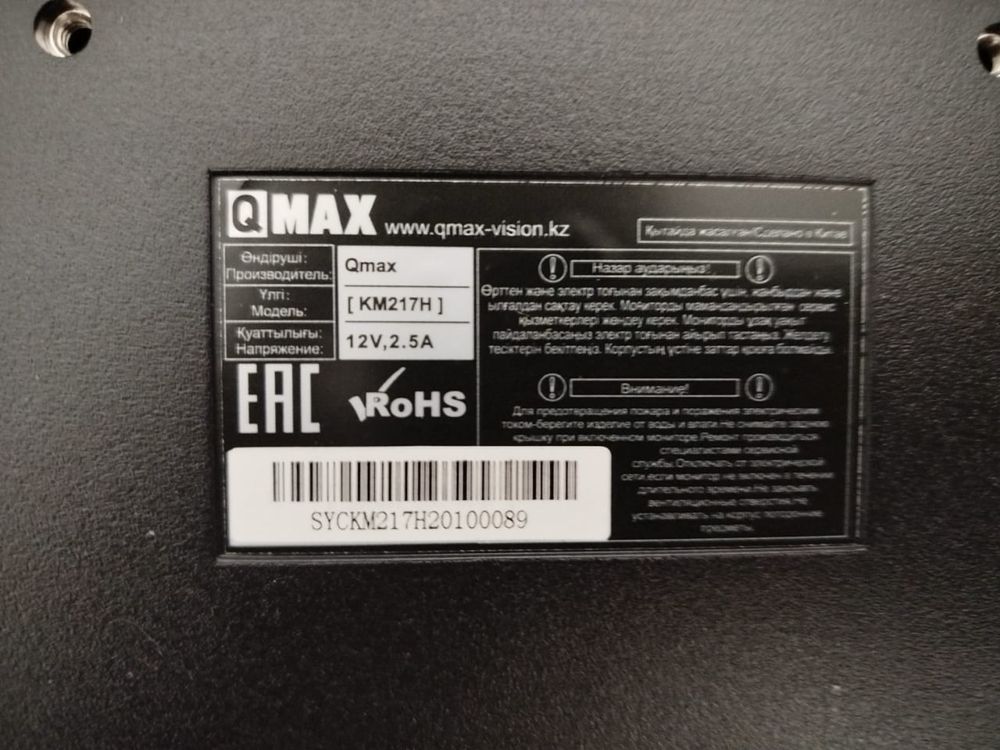 QMAX www.qmax-vision.kz
Қытайда жасалған/Сделано в Китае
Өндіруші:
Производитель:
Qmax
Үлгі:
Модель:
[ KM217H ]
Қуаттылығы:
Напряжение:
12V,2.5A
EAC RoHS
SYCKM217H20100089
Назар аударыңыз!
Өрттен және электр тоғынан зақымданбас үшін, жаңбырдан және
ылғалдан сақтау керек. Мониторды мамандандырылған сервис
қызметкерлері жөндеу керек. Мониторды ұзақ уақыт
пайдаланбасаңыз электр тоғынан айырып тастаңыз. Желдету
тесіктерін бектпеңіз. Корпустың үстіне заттар қоюға болмайды.
Внимание!
Для предотвращения пожара и поражения электрическим
током-берегите изделие от воды и влаги.Не снимайте заднюю
крышку при включенном мониторе.Ремонт производиться
специалистами сервисной
службы.Отключать от электрической
сети,если монитор не включен длительного
вентиляционные отверстия.Не
устанавливать на корпус посторонние
предметы.